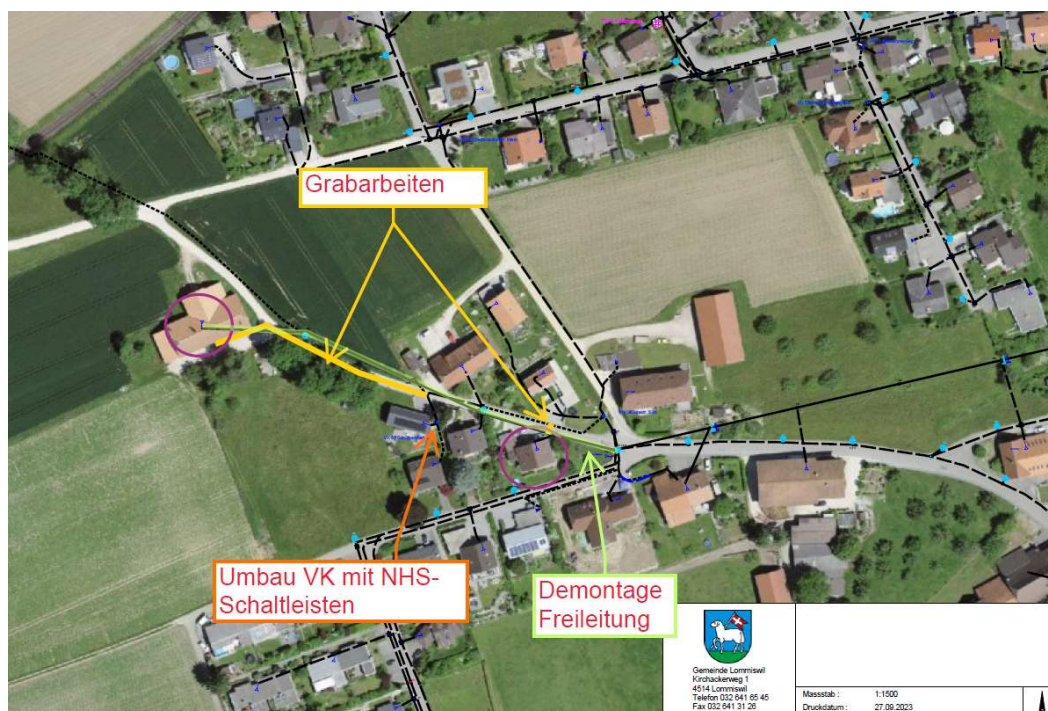 Grabarbeiten
Umbau VK mit NHS-
Schaltleisten
Demontage
Freileitung
Gemeinde Lommiswil
Kirchackerweg 1
4514 Lommiswil
Telefon 032 641 65 45
Fax 032 641 31 26
Massstab : 1:1500
Druckdatum : 27.09.2023